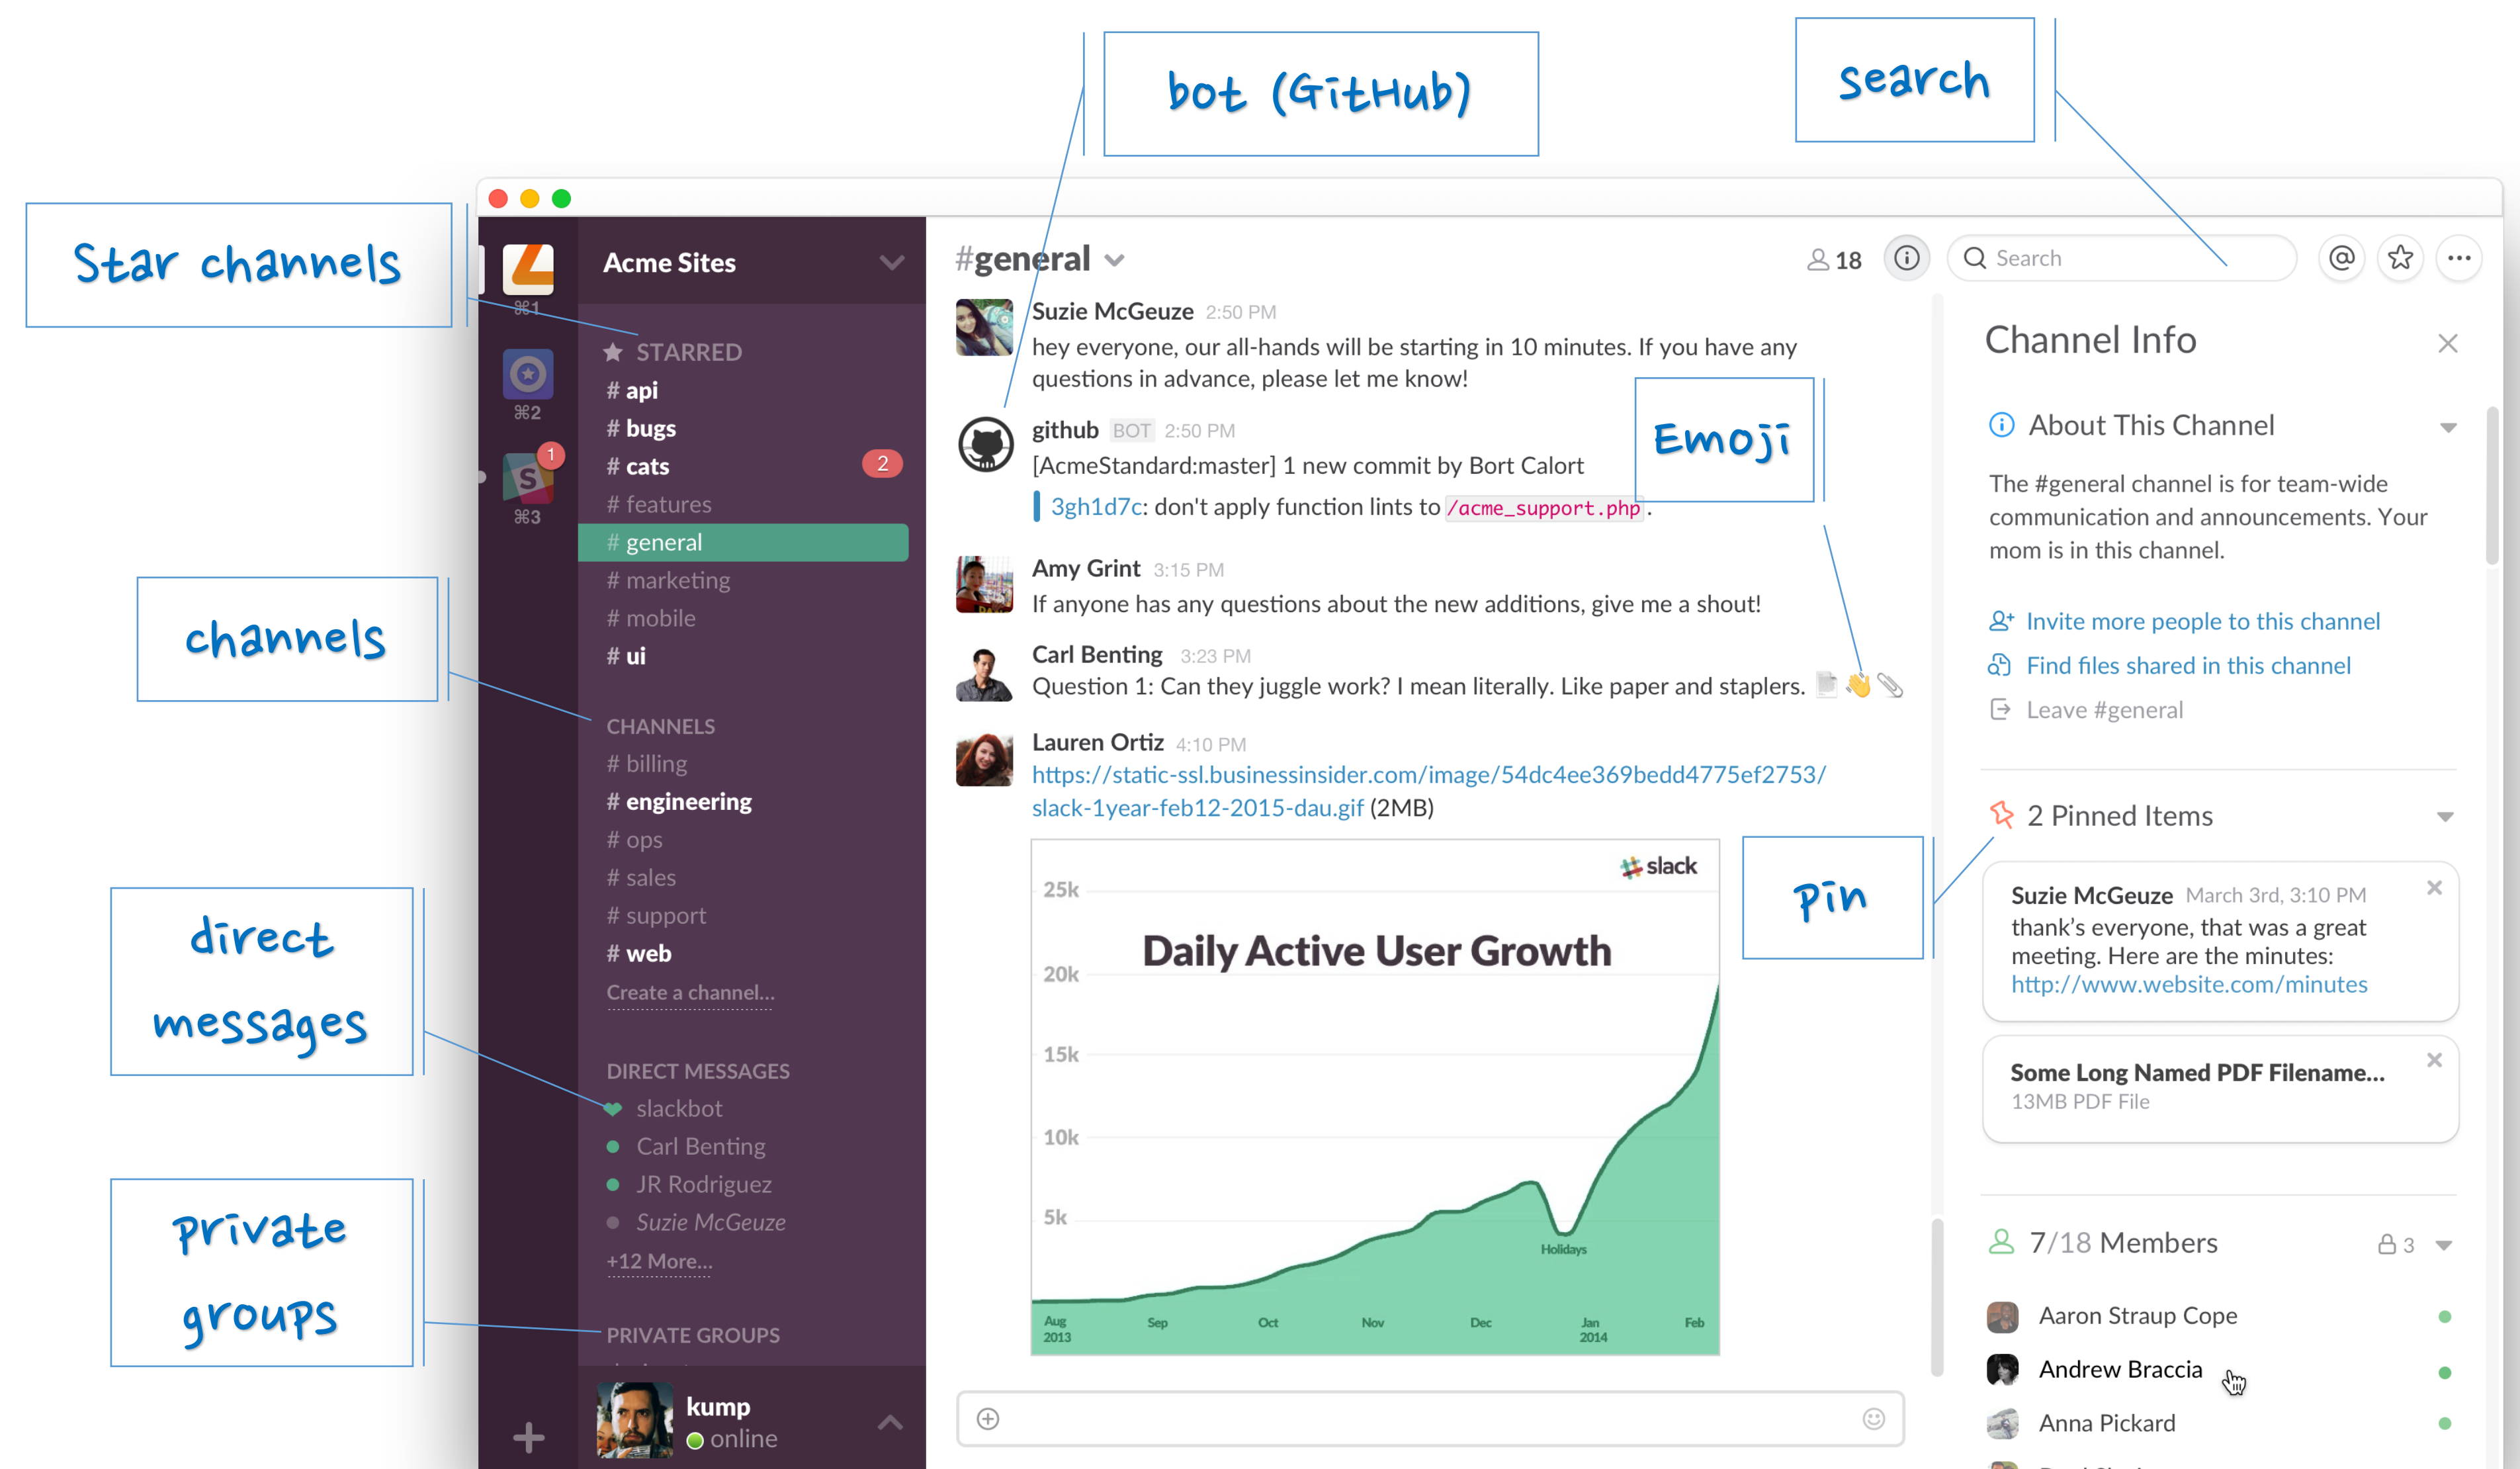 bot (GitHub)
search
Star channels
channels
direct
messages
private
groups
Emoji
pin
⌘1
⌘2
1
⌘3
Acme Sites
STARRED
# api
# bugs
# cats 2
# features
# general
# marketing
# mobile
# ui
CHANNELS
# billing
# engineering
# ops
# sales
# support
# web
Create a channel...
DIRECT MESSAGES
slackbot
Carl Benting
JR Rodriguez
Suzie McGeuze
+12 More...
PRIVATE GROUPS
kump
online
#general
18
Search
Suzie McGeuze 2:50 PM
hey everyone, our all-hands will be starting in 10 minutes. If you have any
questions in advance, please let me know!
github BOT 2:50 PM
[AcmeStandard:master] 1 new commit by Bort Calort
3gh1d7c: don't apply function lints to /acme_support.php.
Amy Grint 3:15 PM
If anyone has any questions about the new additions, give me a shout!
Carl Benting 3:23 PM
Question 1: Can they juggle work? I mean literally. Like paper and staplers.
Lauren Ortiz 4:10 PM
https://static-ssl.businessinsider.com/image/54dc4ee369bedd4775ef2753/
slack-1year-feb12-2015-dau.gif (2MB)
slack
Daily Active User Growth
25k
20k
15k
10k
5k
Holidays
Aug Sep Oct Nov Dec Jan Feb
2013 2014
Channel Info
About This Channel
The #general channel is for team-wide
communication and announcements. Your
mom is in this channel.
Invite more people to this channel
Find files shared in this channel
Leave #general
2 Pinned Items
Suzie McGeuze March 3rd, 3:10 PM
thank's everyone, that was a great
meeting. Here are the minutes:
http://www.website.com/minutes
Some Long Named PDF Filename...
13MB PDF File
7/18 Members 3
Aaron Straup Cope
Andrew Braccia
Anna Pickard